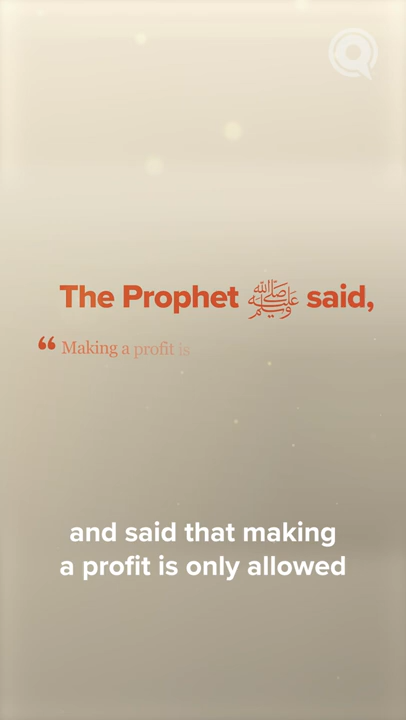 The Prophet ﷺ said,
“ Making a profit is
and said that making
a profit is only allowed